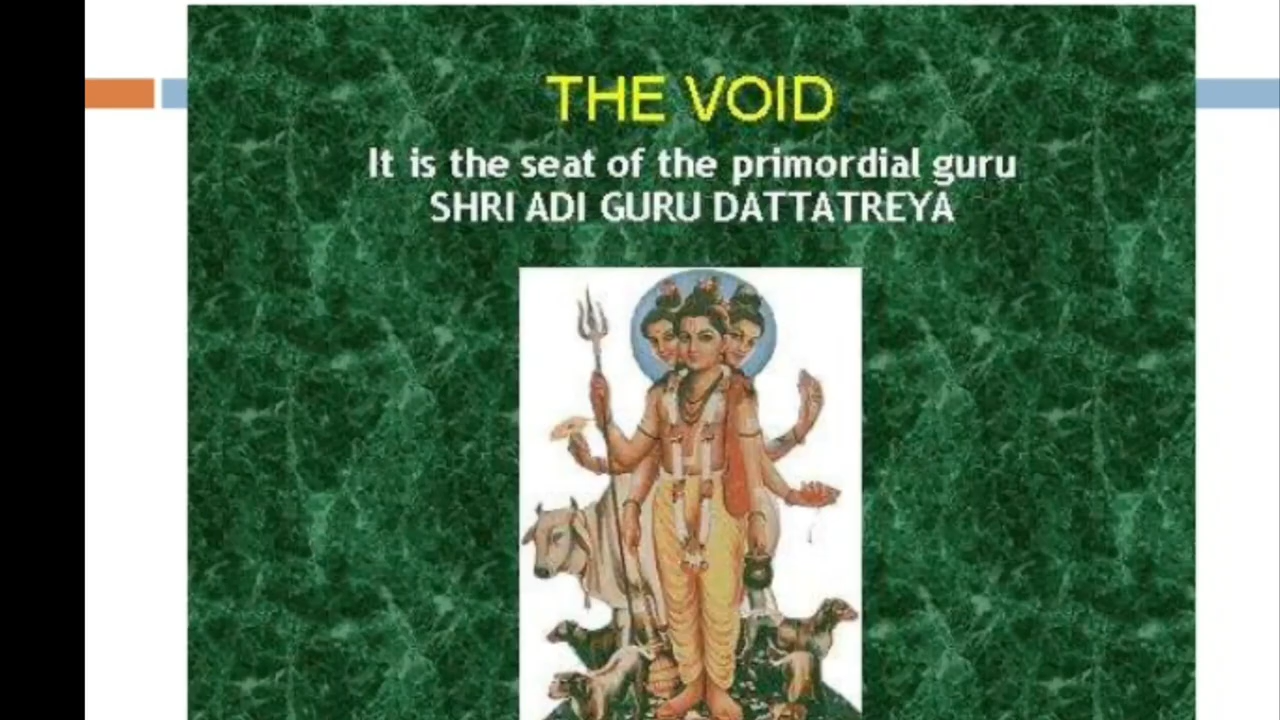 THE VOID
It is the seat of the primordial guru
SHRI ADI GURU DATTATREYA